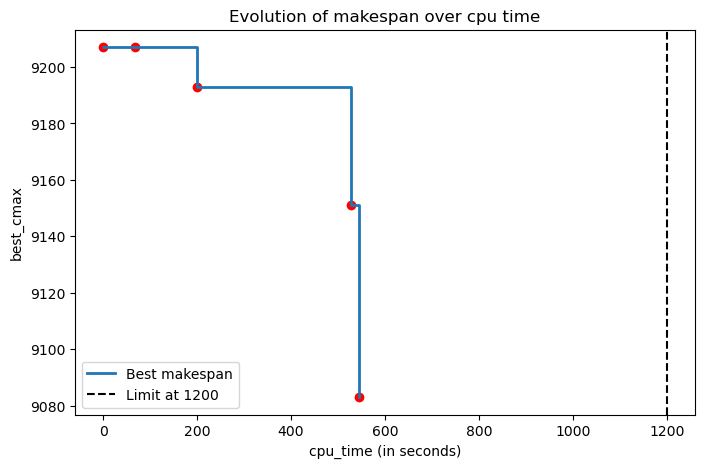 Evolution of makespan over cpu time
best_cmax
9200
9180
9160
9140
9120
9100
9080
Best makespan
Limit at 1200
0
200
400
600
800
1000
1200
cpu_time (in seconds)